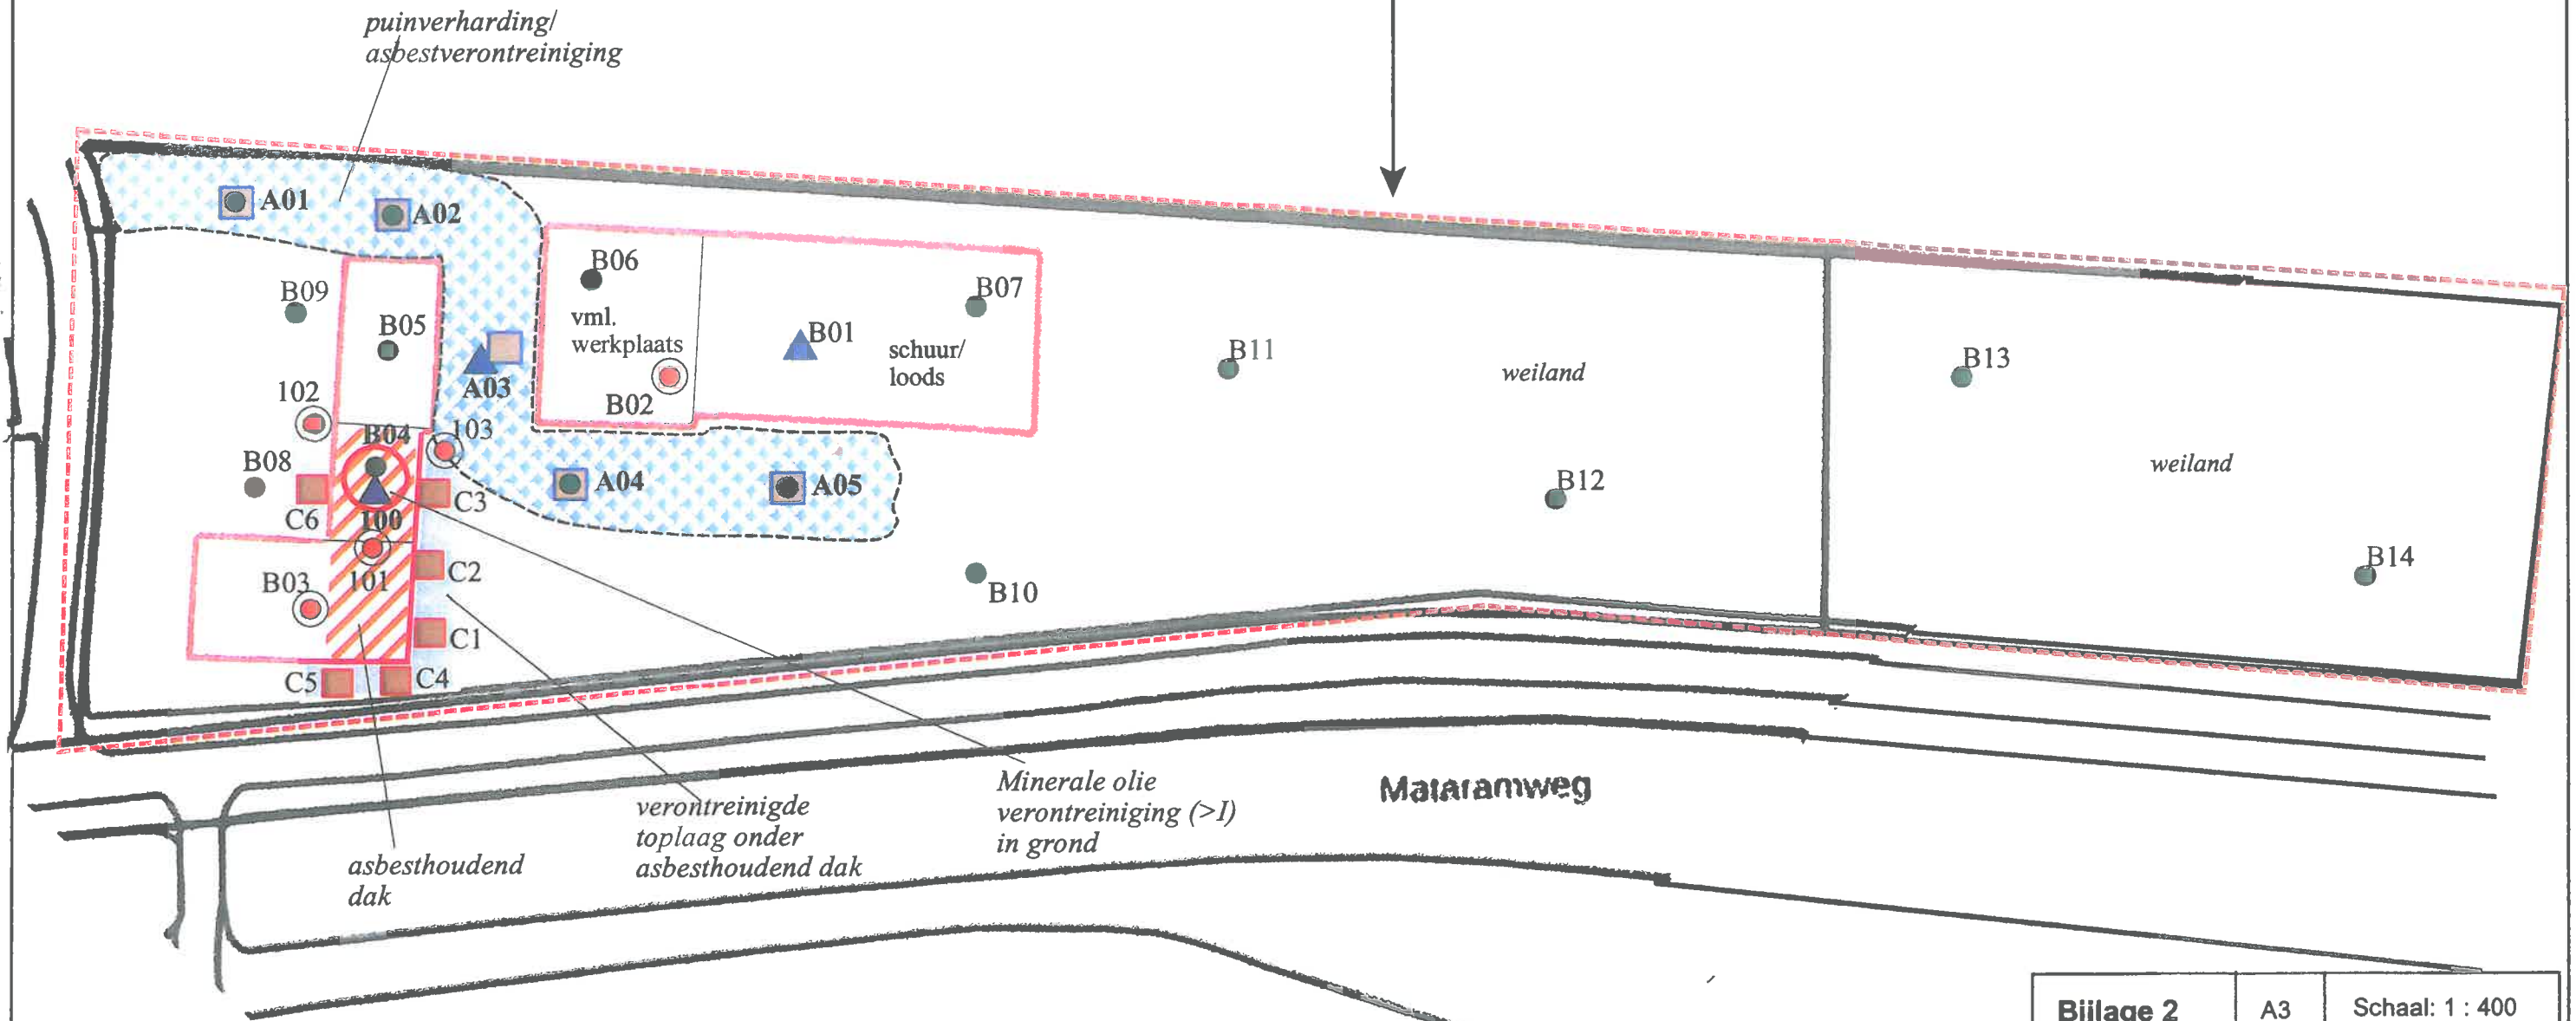 puinverharding/
asbestverontreiniging
A01
A02
B06
B09
B07
B05
vml.
werkplaats
B01
schuur/
loods
A03
B02
B11
weiland
B13
102
103
B04
B08
A04
A05
B12
weiland
C6
100
C3
B03
101
C2
B10
B14
C1
C5
C4
Minerale olie
verontreiniging (>I)
in grond
verontreinigde
toplaag onder
asbesthoudend dak
asbesthoudend
dak
Mataramweg
Bijlage 2
A3
Schaal: 1 : 400